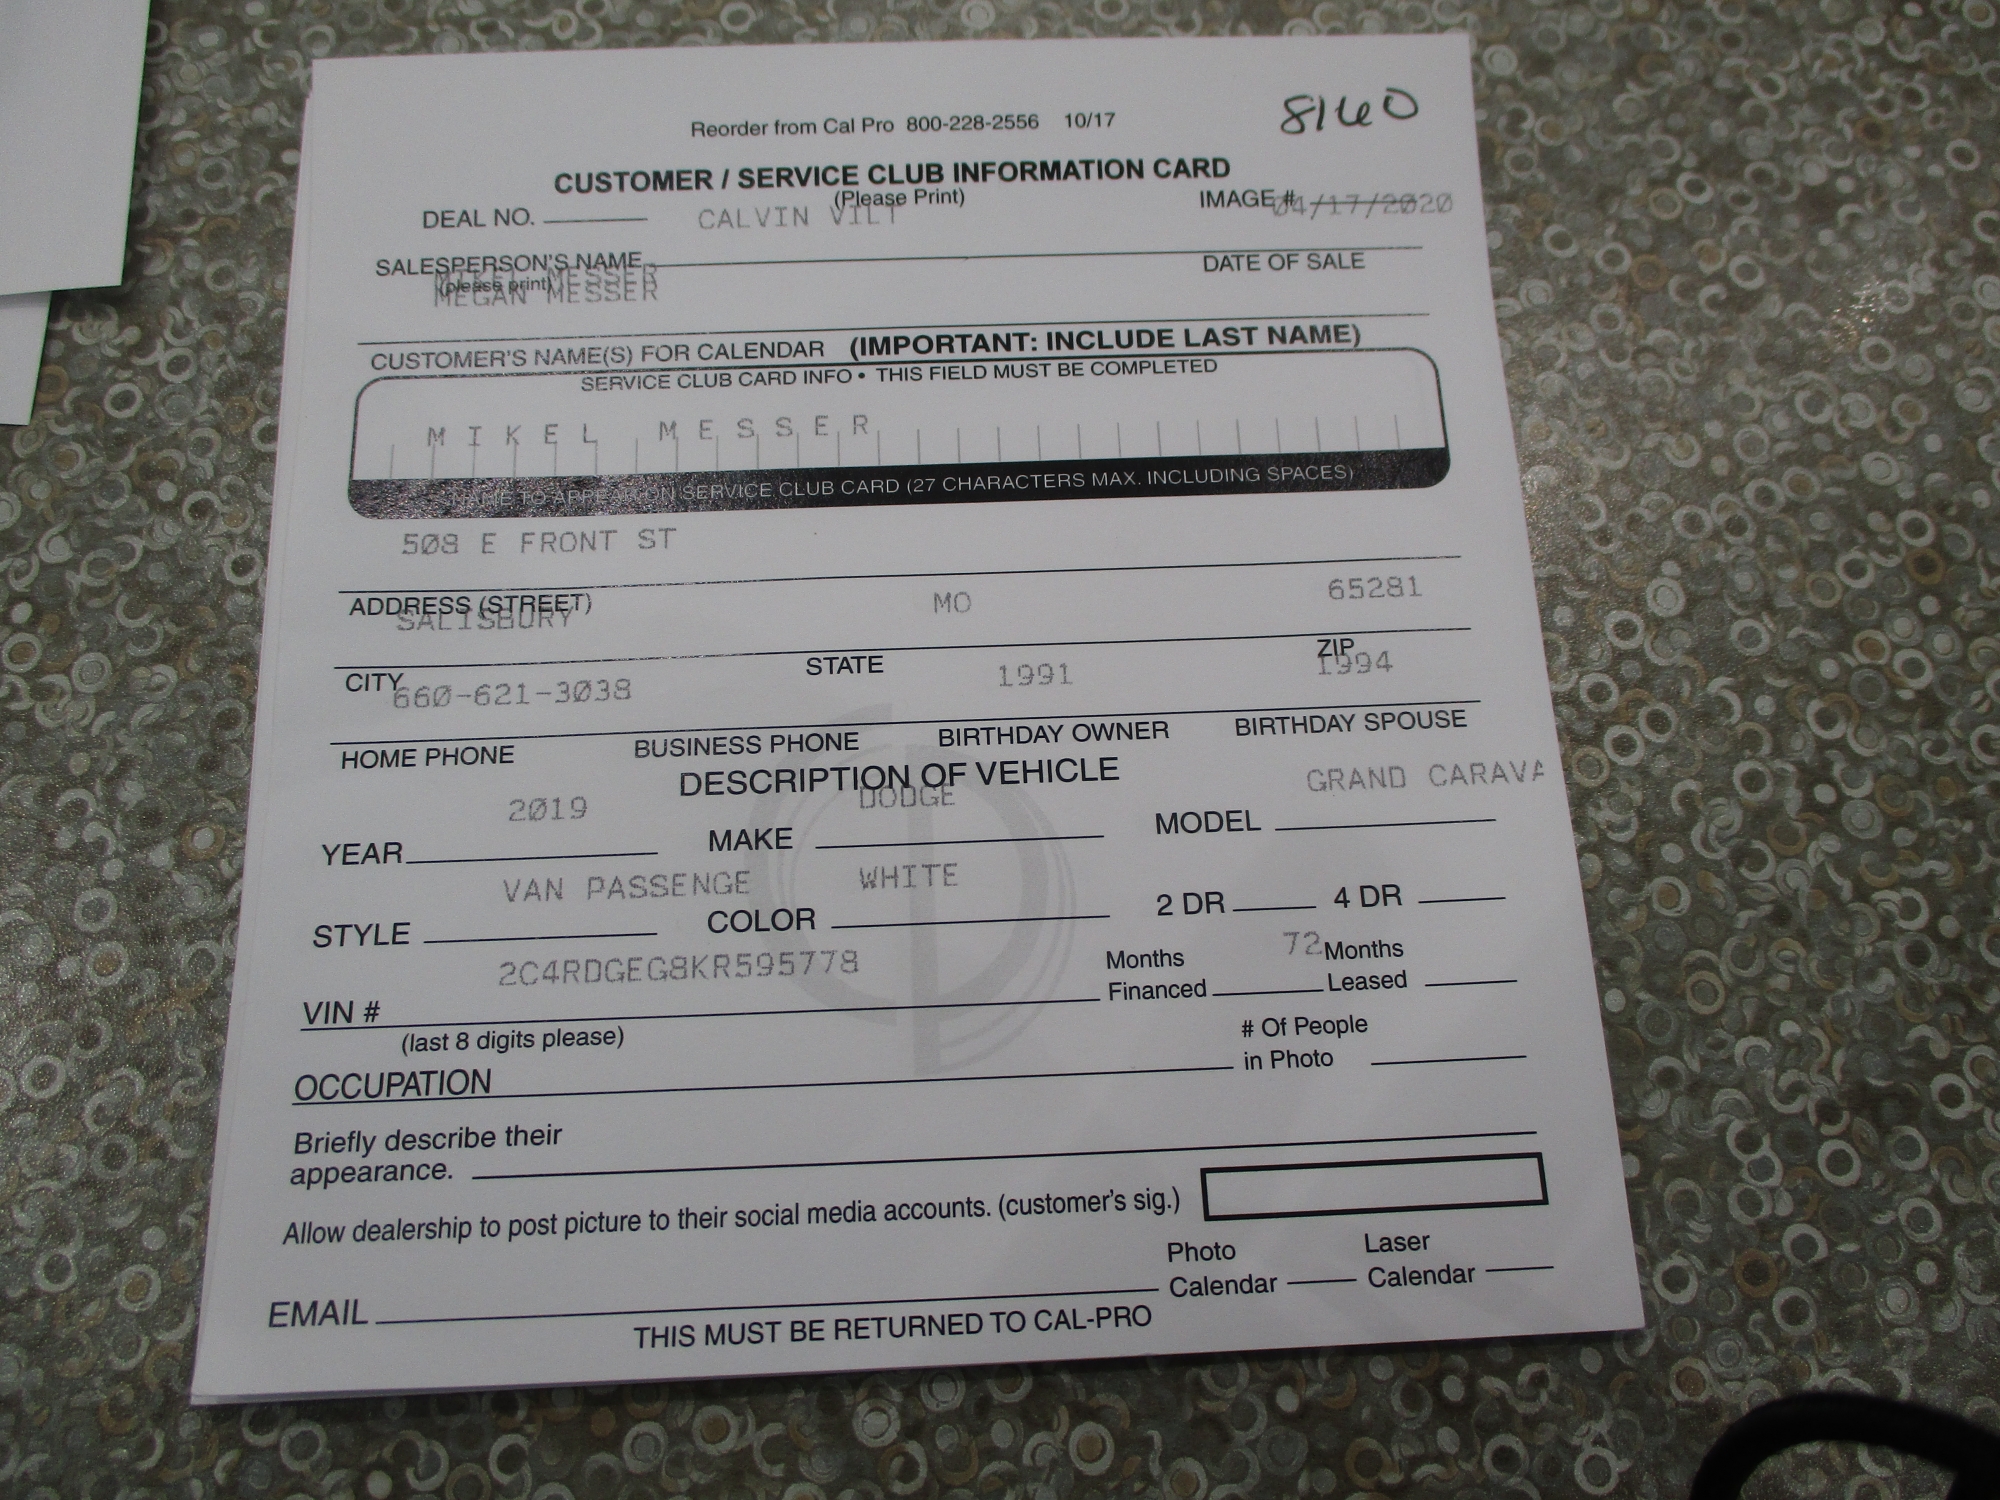 8160
Reorder from Cal Pro 800-228-2556 10/17
CUSTOMER / SERVICE CLUB INFORMATION CARD
(Please Print)
DEAL NO. CALVIN VILT IMAGE # 04/17/2020
SALESPERSON'S NAME DATE OF SALE
(please print)
MIKEL MESSER
MEGAN MESSER
CUSTOMER'S NAME(S) FOR CALENDAR (IMPORTANT: INCLUDE LAST NAME)
SERVICE CLUB CARD INFO • THIS FIELD MUST BE COMPLETED
MIKEL MESSER
NAME TO APPEAR ON SERVICE CLUB CARD (27 CHARACTERS MAX. INCLUDING SPACES)
508 E FRONT ST
ADDRESS (STREET)
SALISBURY MO 65281
CITY STATE ZIP
660-621-3038 1991 1994
HOME PHONE BUSINESS PHONE BIRTHDAY OWNER BIRTHDAY SPOUSE
DESCRIPTION OF VEHICLE
2019 DODGE GRAND CARAVA
YEAR MAKE MODEL
VAN PASSENGE WHITE
STYLE COLOR 2 DR 4 DR
2C4RDGEG8KR595778 72
VIN # Months Financed Months Leased
(last 8 digits please)
OCCUPATION # Of People in Photo
Briefly describe their
appearance.
Allow dealership to post picture to their social media accounts. (customer's sig.)
EMAIL Photo Calendar Laser Calendar
THIS MUST BE RETURNED TO CAL-PRO